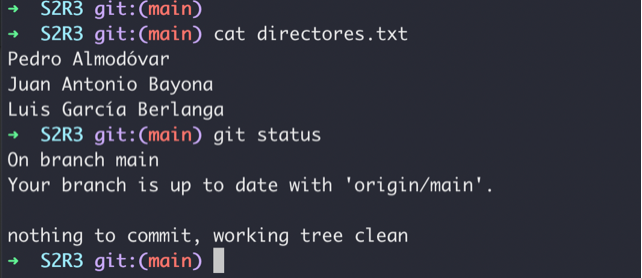 → S2R3 git:(main)
→ S2R3 git:(main) cat directores.txt
Pedro Almodóvar
Juan Antonio Bayona
Luis García Berlanga
→ S2R3 git:(main) git status
On branch main
Your branch is up to date with 'origin/main'.
nothing to commit, working tree clean
→ S2R3 git:(main)